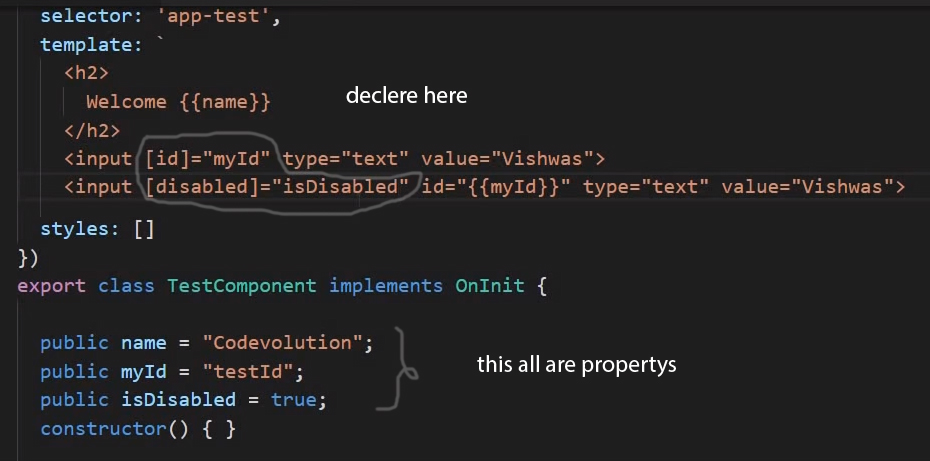 selector: 'app-test',
template: `
<h2>
Welcome {{name}}
declere here
</h2>
<input [id]="myId" type="text" value="Vishwas">
<input [disabled]="isDisabled" id="{{myId}}" type="text" value="Vishwas">
styles: []
})
export class TestComponent implements OnInit {
public name = "Codevolution";
public myId = "testId";
this all are propertys
public isDisabled = true;
constructor() { }